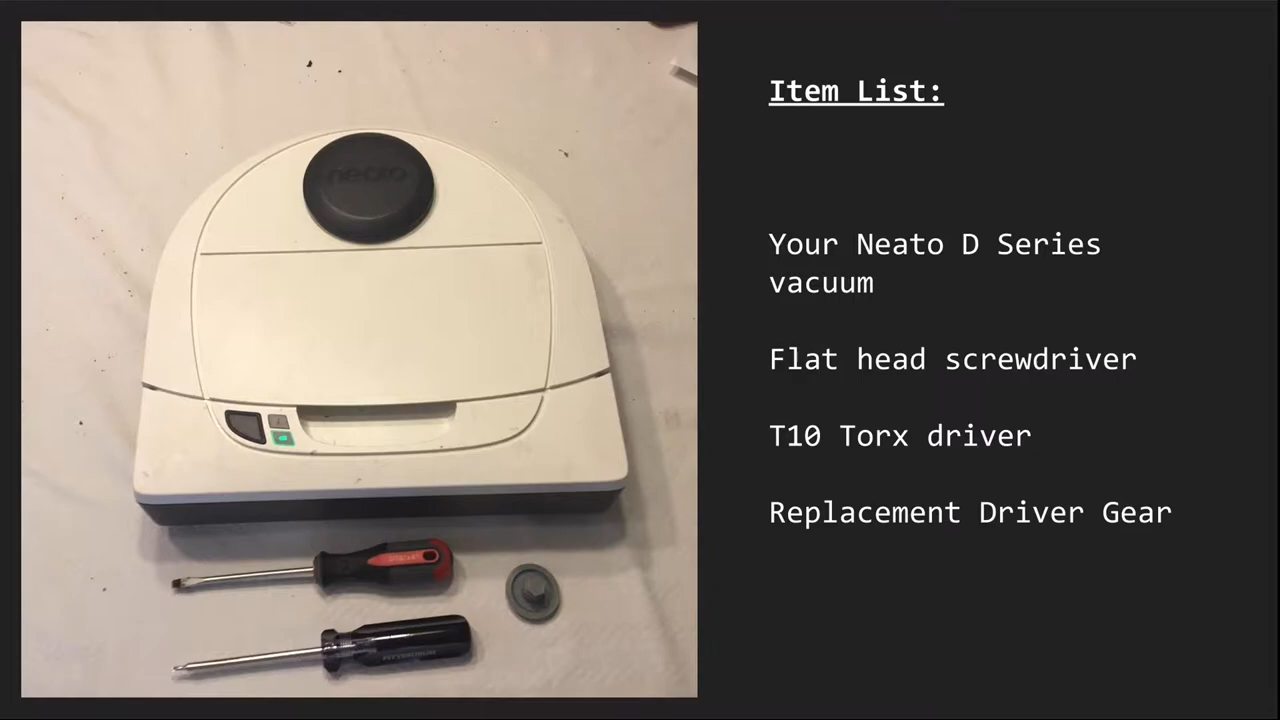 Item List:
neato
Your Neato D Series
vacuum
Flat head screwdriver
T10 Torx driver
Replacement Driver Gear